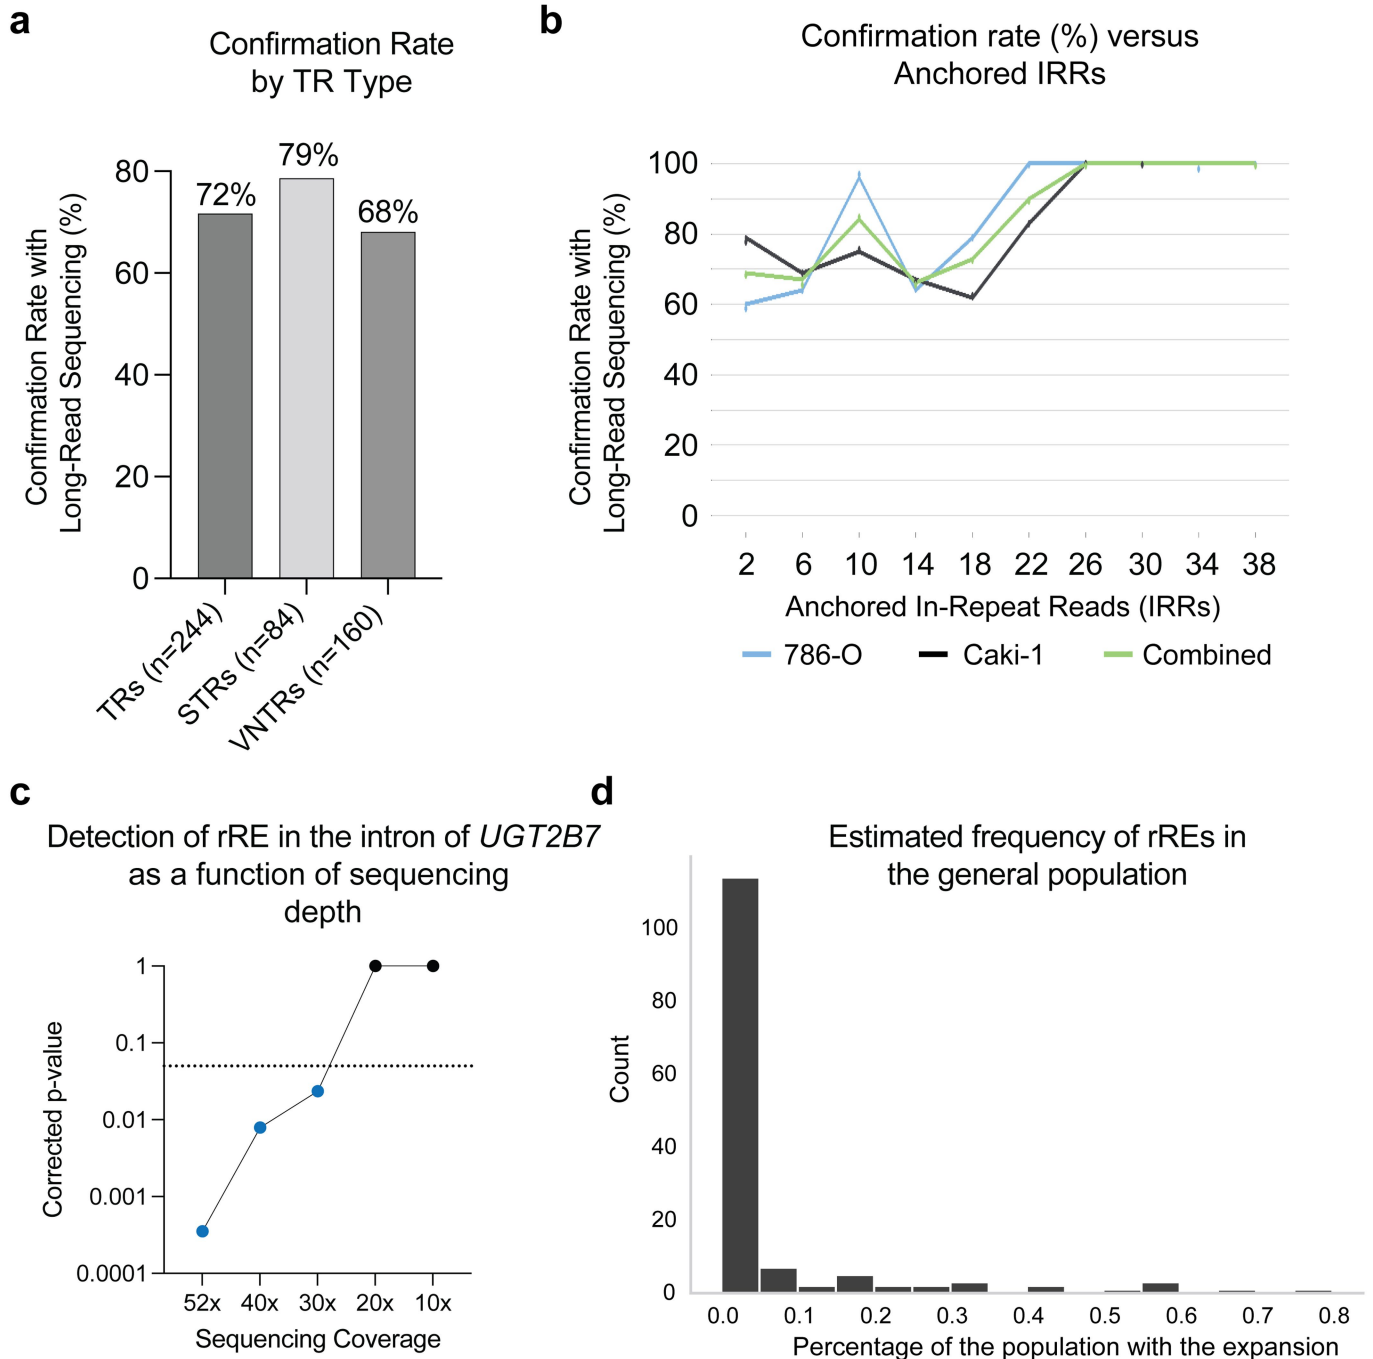 a
Confirmation Rate
by TR Type
Confirmation Rate with
Long-Read Sequencing (%)
80
60
40
20
0
72%
79%
68%
TRs (n=244)
STRs (n=84)
VNTRs (n=160)
b
Confirmation rate (%) versus
Anchored IRRs
Confirmation Rate with
Long-Read Sequencing (%)
100
80
60
40
20
0
2 6 10 14 18 22 26 30 34 38
Anchored In-Repeat Reads (IRRs)
786-O Caki-1 Combined
c
Detection of rRE in the intron of UGT2B7
as a function of sequencing
depth
Corrected p-value
1
0.1
0.01
0.001
0.0001
52x 40x 30x 20x 10x
Sequencing Coverage
d
Estimated frequency of rREs in
the general population
Count
100
80
60
40
20
0
0.0 0.1 0.2 0.3 0.4 0.5 0.6 0.7 0.8
Percentage of the population with the expansion